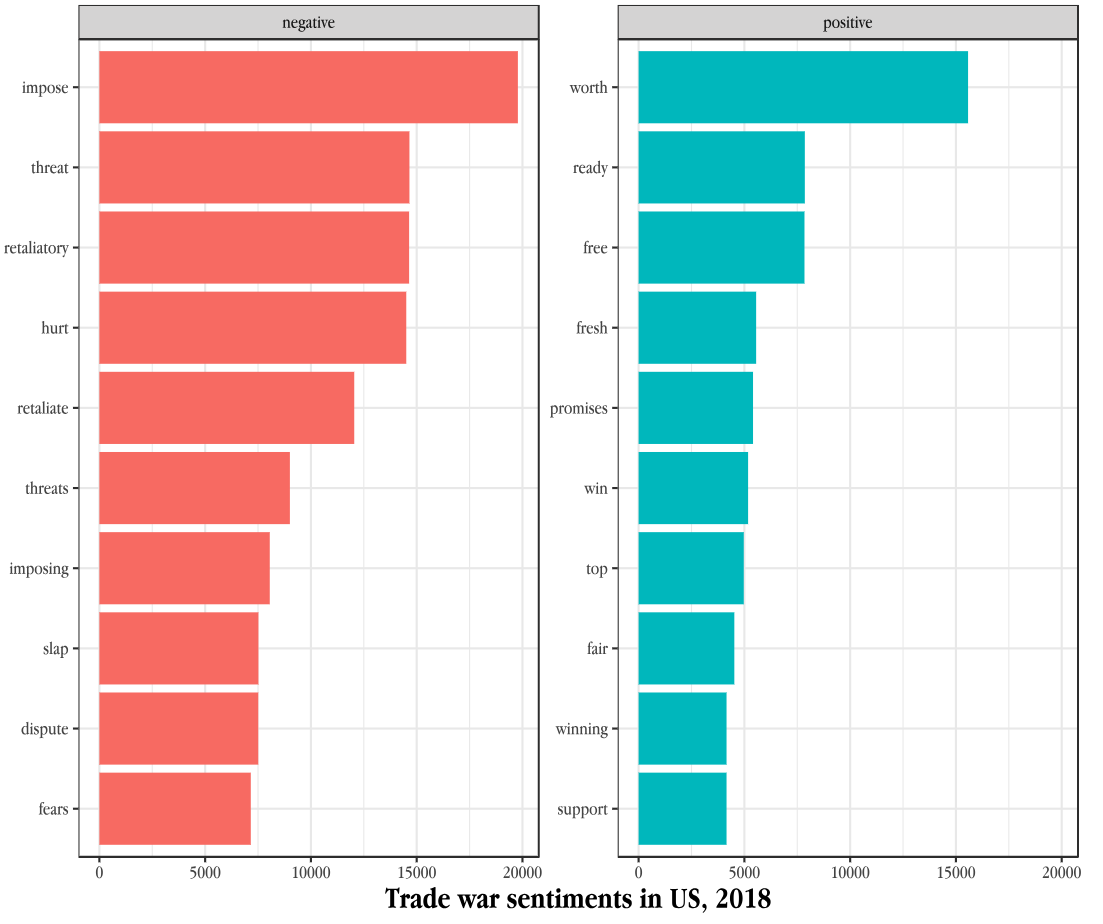 negative
impose
threat
retaliatory
hurt
retaliate
threats
imposing
slap
dispute
fears
0 5000 10000 15000 20000
positive
worth
ready
free
fresh
promises
win
top
fair
winning
support
0 5000 10000 15000 20000
Trade war sentiments in US, 2018